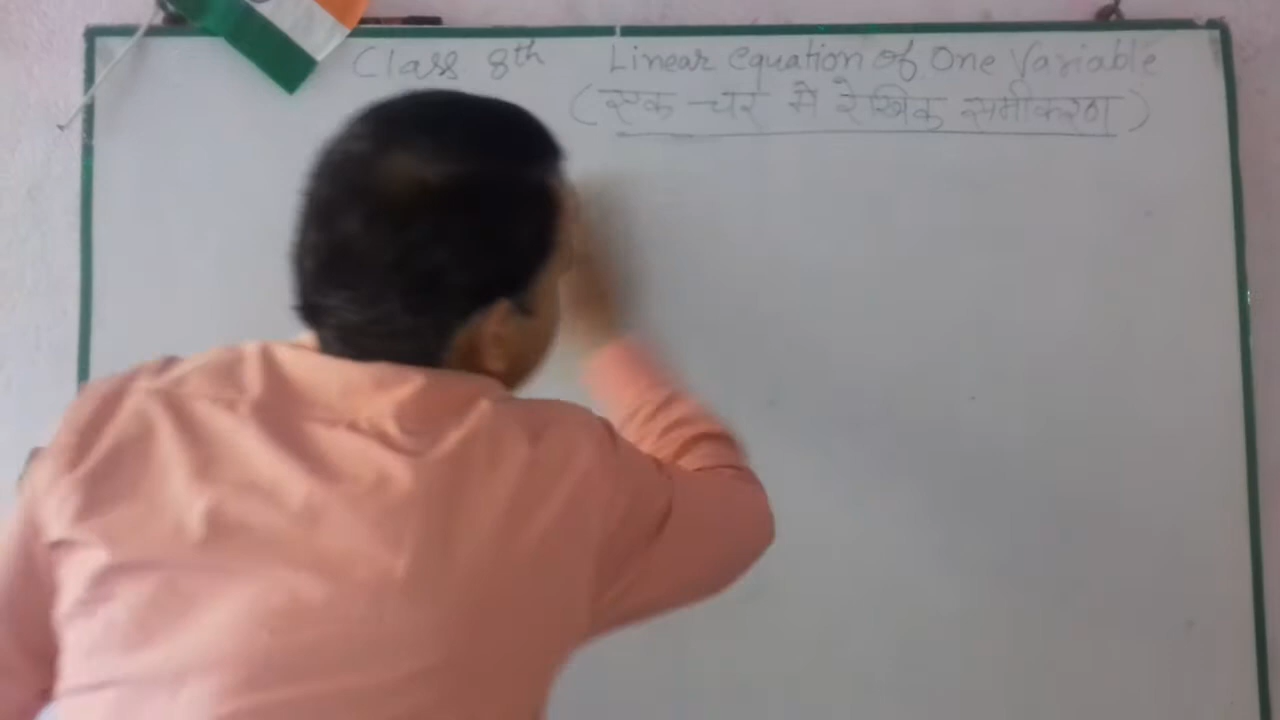 Class 8th Linear equation of One Variable
(एक चर मे रेखिक समीकरण)